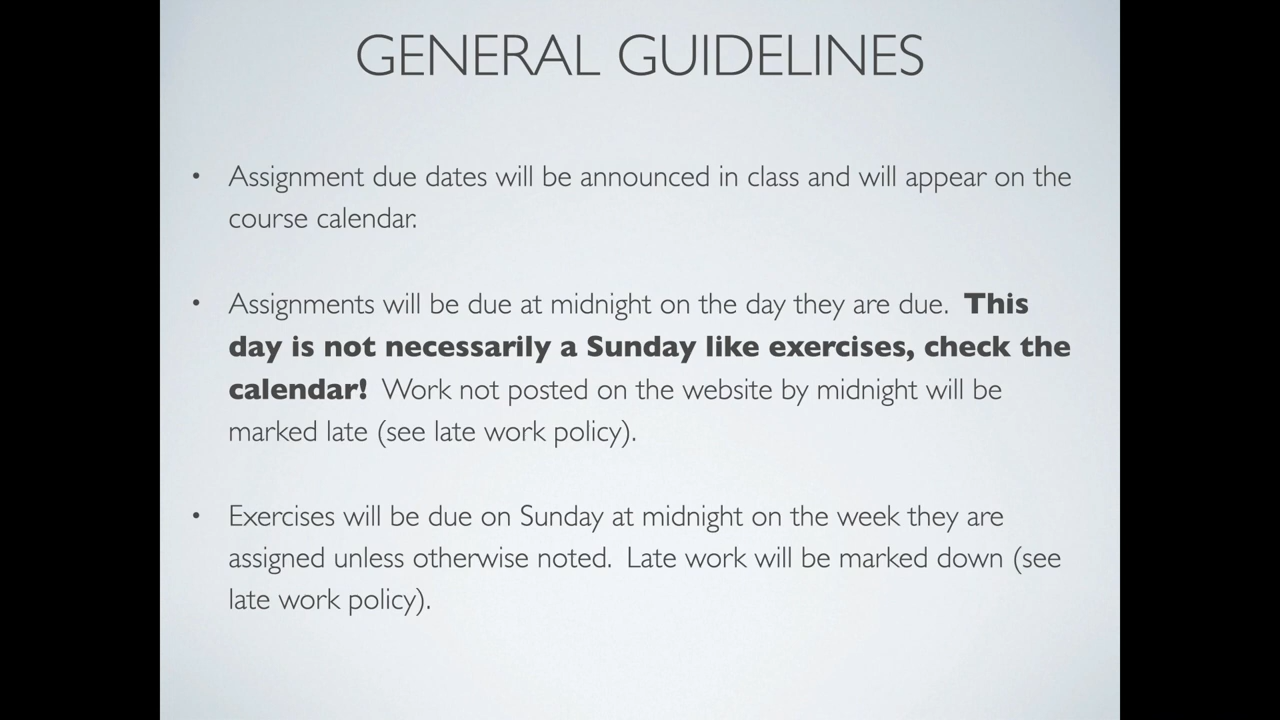 GENERAL GUIDELINES
• Assignment due dates will be announced in class and will appear on the
course calendar.
• Assignments will be due at midnight on the day they are due.  This
day is not necessarily a Sunday like exercises, check the
calendar!  Work not posted on the website by midnight will be
marked late (see late work policy).
• Exercises will be due on Sunday at midnight on the week they are
assigned unless otherwise noted.  Late work will be marked down (see
late work policy).